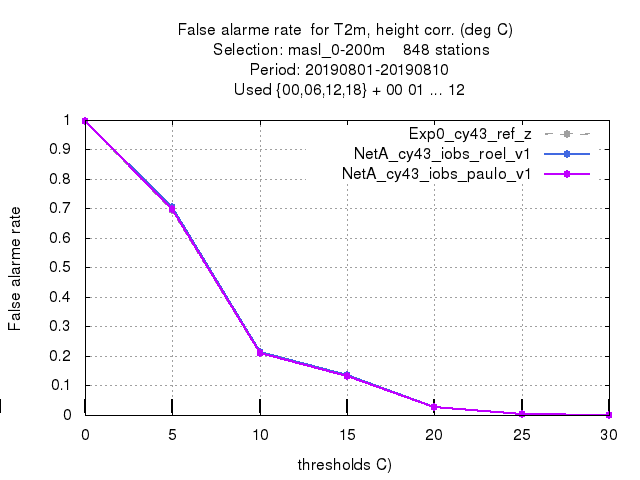 False alarme rate  for T2m, height corr. (deg C)
Selection: masl_0-200m    848 stations
Period: 20190801-20190810
Used {00,06,12,18} + 00 01 ... 12
Exp0_cy43_ref_z
NetA_cy43_iobs_roel_v1
NetA_cy43_iobs_paulo_v1
False alarme rate
1
0.9
0.8
0.7
0.6
0.5
0.4
0.3
0.2
0.1
0
0 5 10 15 20 25 30
thresholds C)